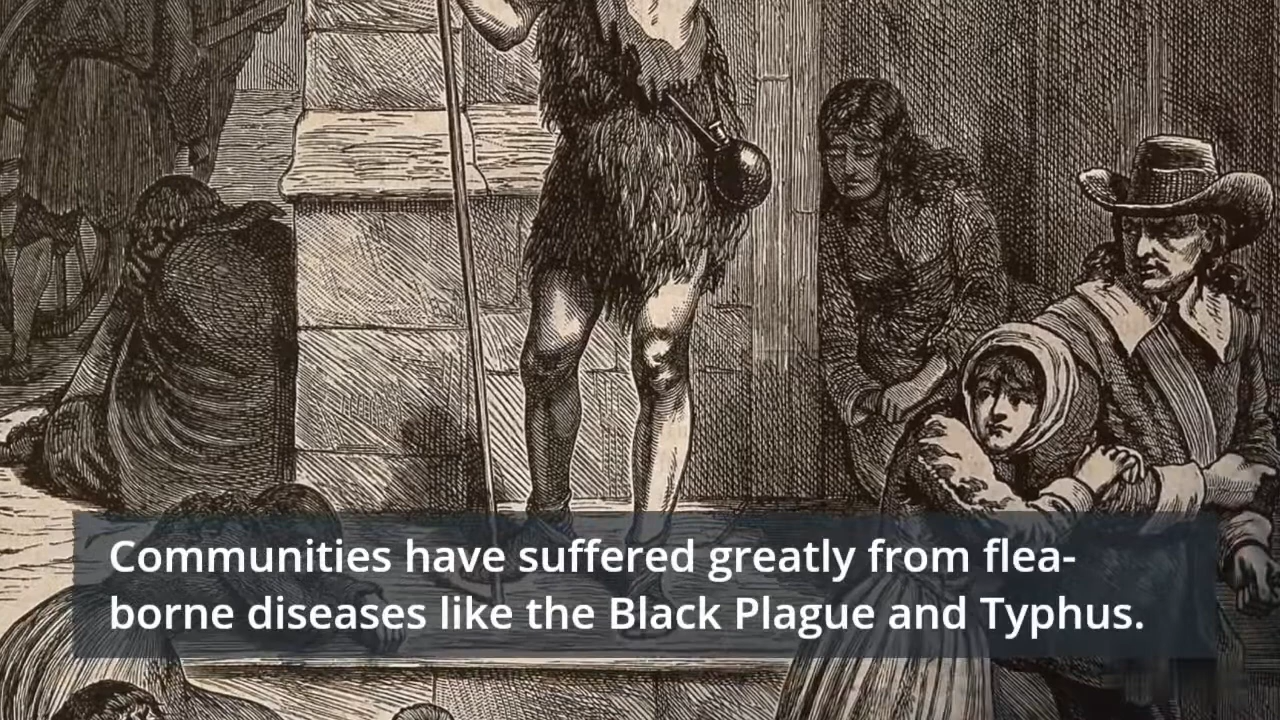 Communities have suffered greatly from flea-
borne diseases like the Black Plague and Typhus.